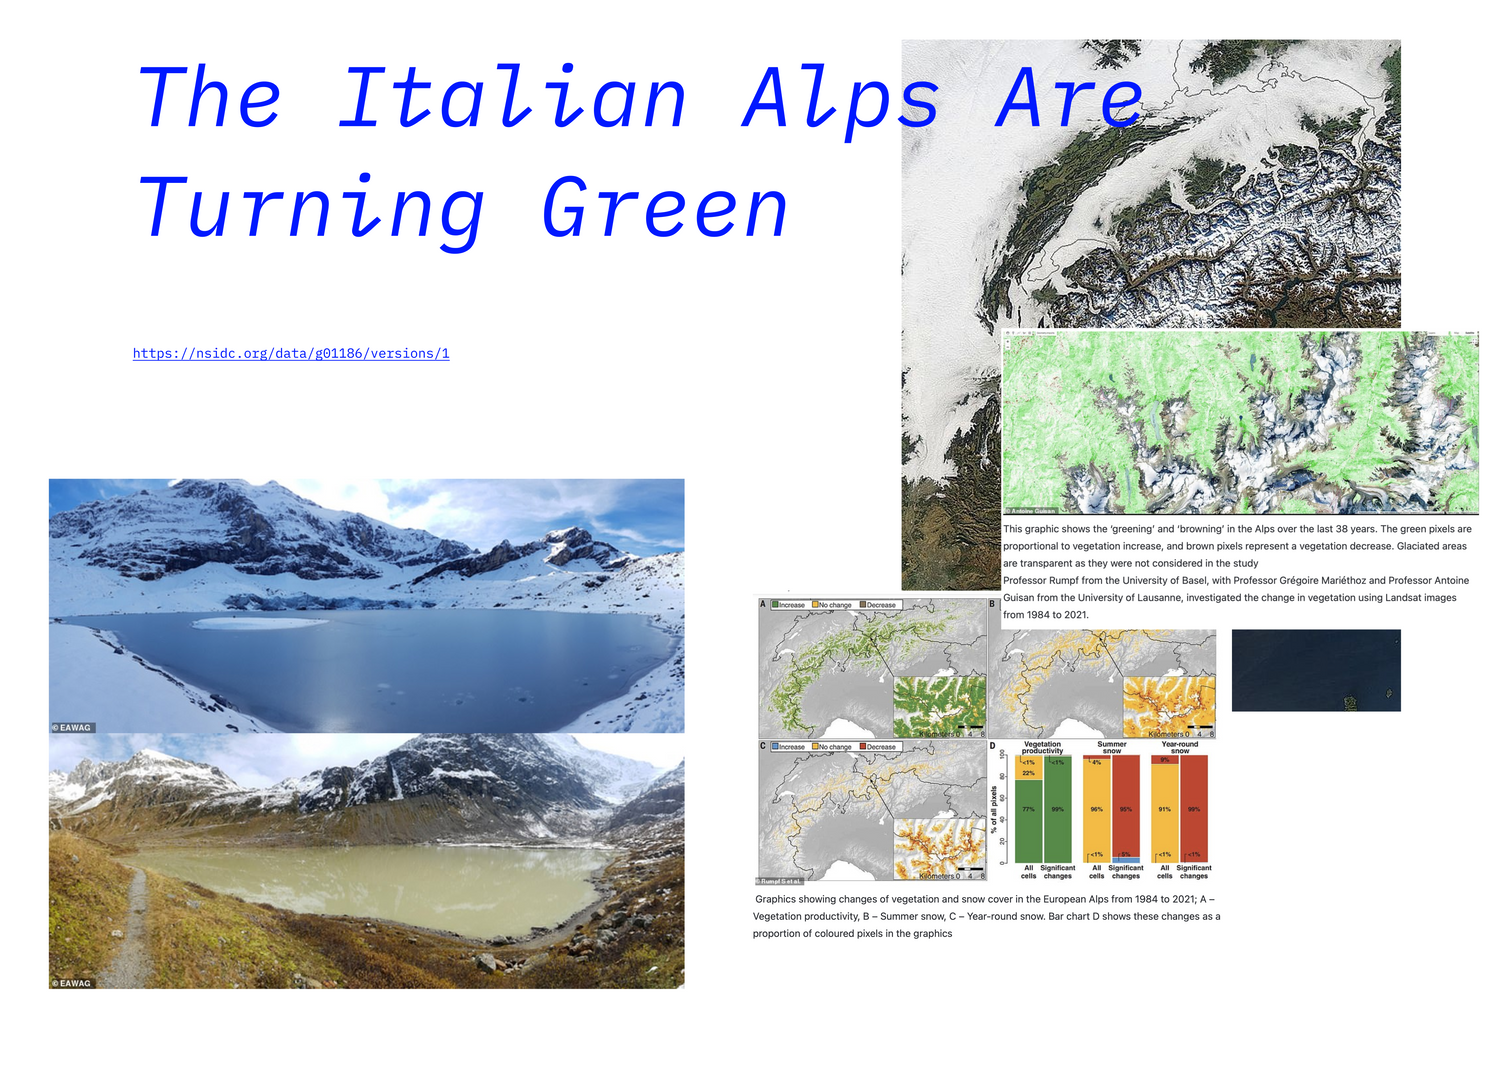 The Italian Alps Are
Turning Green
https://nsidc.org/data/g01186/versions/1
© Antoine Guisan
This graphic shows the ‘greening’ and ‘browning’ in the Alps over the last 38 years. The green pixels are
proportional to vegetation increase, and brown pixels represent a vegetation decrease. Glaciated areas
are transparent as they were not considered in the study
Professor Rumpf from the University of Basel, with Professor Grégoire Mariéthoz and Professor Antoine
Guisan from the University of Lausanne, investigated the change in vegetation using Landsat images
from 1984 to 2021.
© EAWAG
© EAWAG
A Increase No change Decrease
Kilometers 0 4 8
B
Kilometers 0 4 8
C Increase No change Decrease
Kilometers 0 4 8
D Vegetation productivity Summer snow Year-round snow
% of all pixels
100
80
60
40
20
0
<1% <1% 4% 9%
22%
77% 99% 96% 95% 91% 99%
<1% 5% <1% <1%
All cells Significant changes All cells Significant changes All cells Significant changes
© Rumpf S et al.
Graphics showing changes of vegetation and snow cover in the European Alps from 1984 to 2021; A –
Vegetation productivity, B – Summer snow, C – Year-round snow. Bar chart D shows these changes as a
proportion of coloured pixels in the graphics